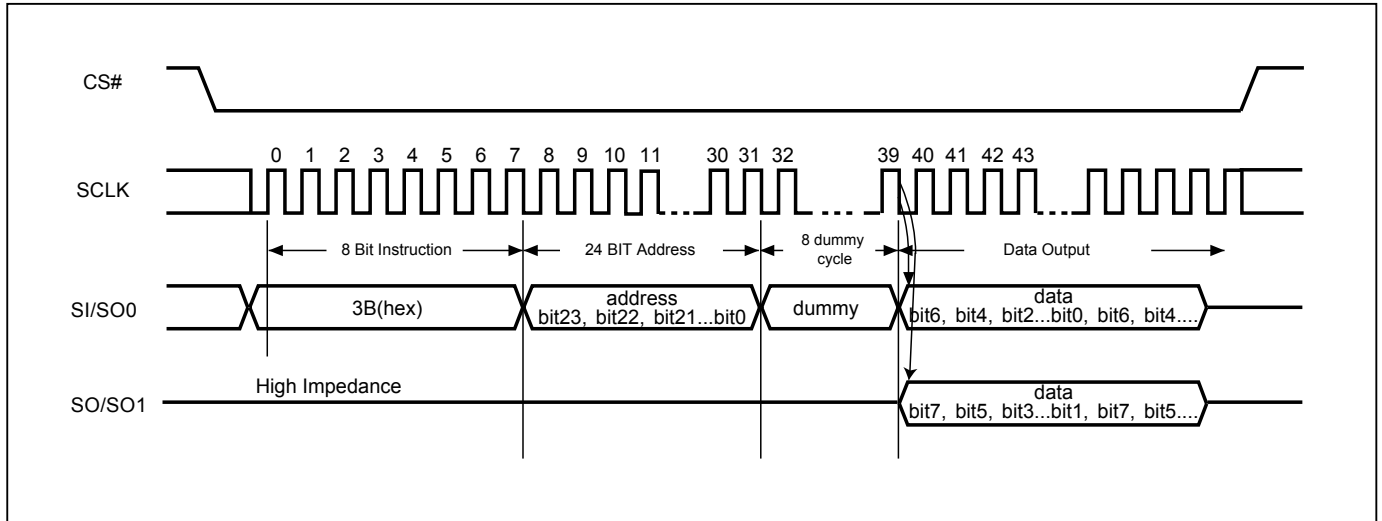 CS#
0 1 2 3 4 5 6 7 8 9 10 11 30 31 32 39 40 41 42 43
SCLK
8 Bit Instruction
24 BIT Address
8 dummy
cycle
Data Output
SI/SO0
3B(hex)
address
bit23, bit22, bit21...bit0
dummy
data
bit6, bit4, bit2...bit0, bit6, bit4....
High Impedance
SO/SO1
data
bit7, bit5, bit3...bit1, bit7, bit5....